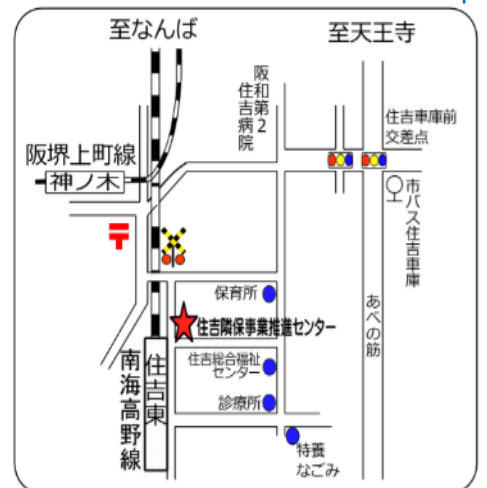 至なんば
至天王寺
阪和第2
住吉病院
住吉車庫前
交差点
阪堺上町線
神ノ木
市バス住吉車庫
保育所
あべの筋
住吉隣保事業推進センター
住吉総合福祉
センター
南海高野線
住吉東
診療所
特養
なごみ